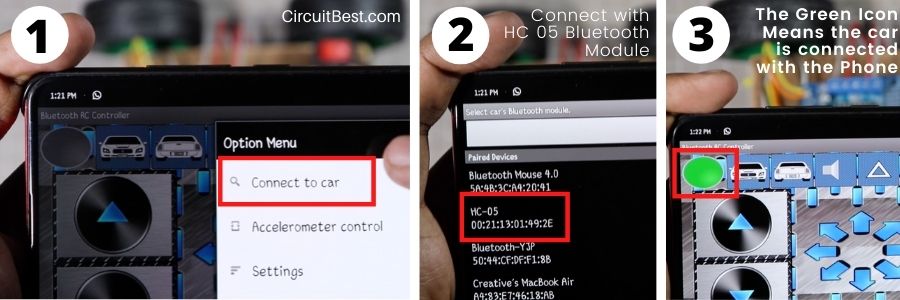 1
CircuitBest.com
1:21 PM
Bluetooth RC Controller
Option Menu
Connect to car
Accelerometer control
Settings
2
Connect with
HC 05 Bluetooth
Module
1:21 PM
Select car's Bluetooth module.
Paired Devices
Bluetooth Mouse 4.0
5A:4B:3C:A4:20:41
HC-05
00:21:13:01:49:2E
Bluetooth-Y3P
50:44:CF:DF:F1:8B
Creative's MacBook Air
A4:83:E7:46:18:AB
3
The Green Icon
Means the car
is connected
with the Phone
1:22 PM
Bluetooth RC Controller